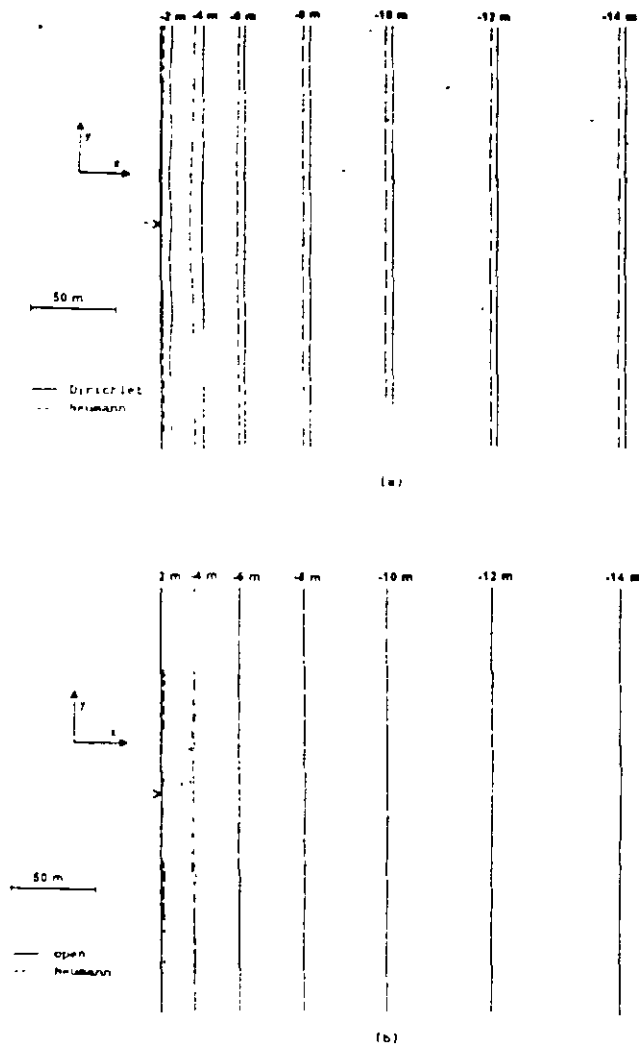 -2 m -4 m -6 m -8 m -10 m -12 m -14 m
y
x
50 m
Dirichlet
Neumann
(a)
2 m -4 m -6 m -8 m -10 m -12 m -14 m
y
x
50 m
open
Neumann
(b)